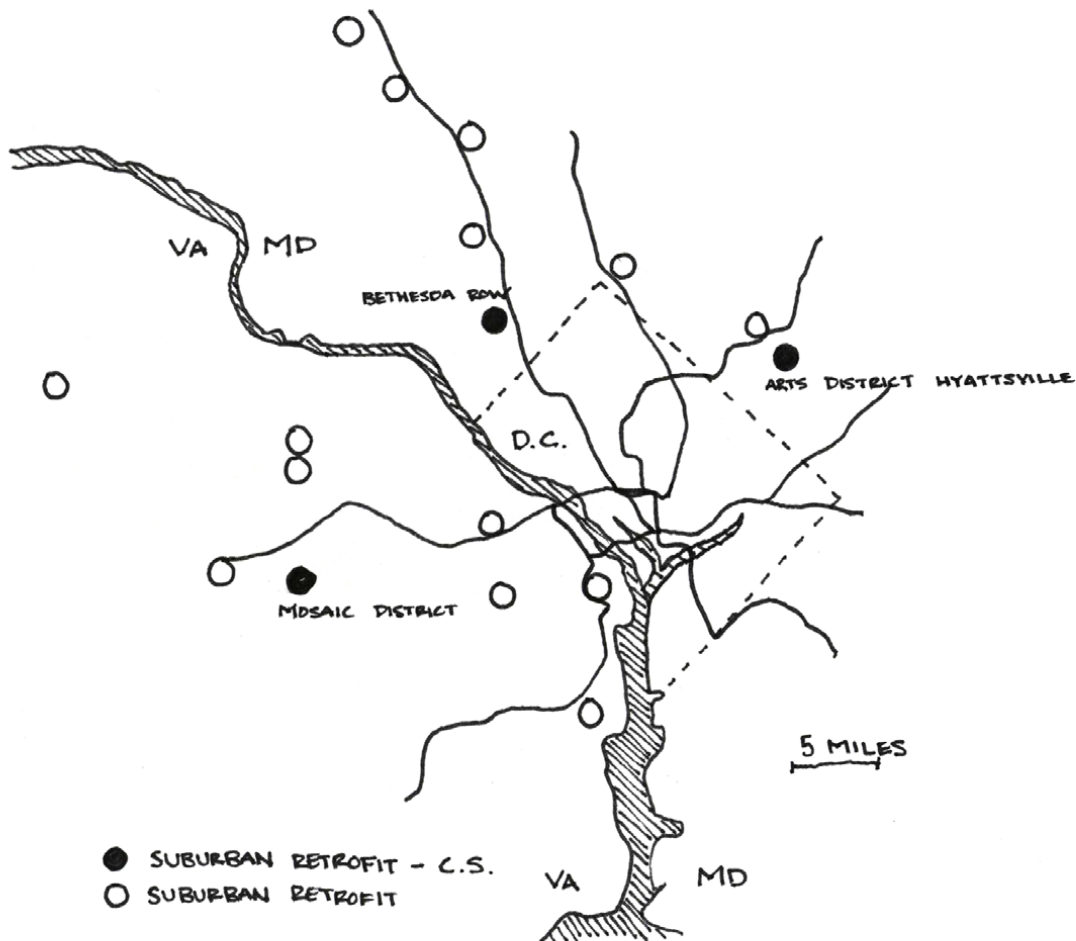 VA MD
BETHESDA ROW
ARTS DISTRICT HYATTSVILLE
D.C.
MOSAIC DISTRICT
5 MILES
SUBURBAN RETROFIT - C.S.
SUBURBAN RETROFIT
VA MD